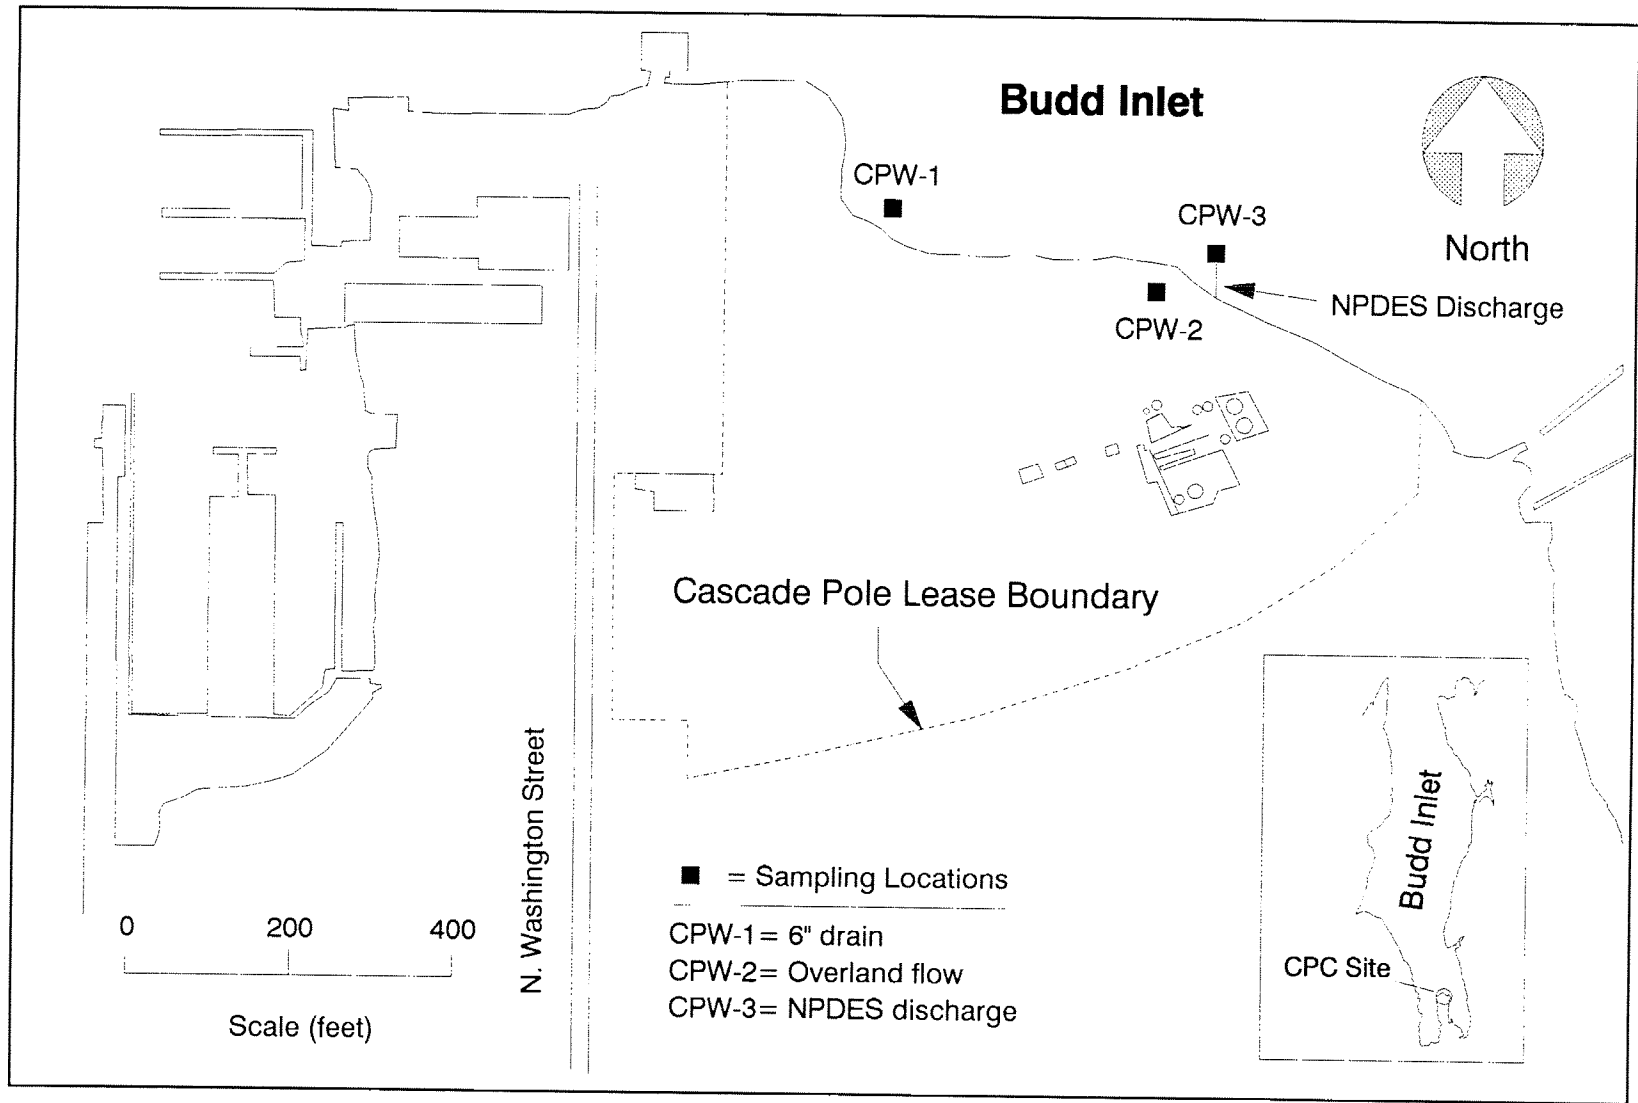 Budd Inlet
CPW-1
CPW-3
North
NPDES Discharge
CPW-2
Cascade Pole Lease Boundary
N. Washington Street
■ = Sampling Locations
CPW-1= 6" drain
CPW-2= Overland flow
CPW-3= NPDES discharge
0 200 400
Scale (feet)
Budd Inlet
CPC Site